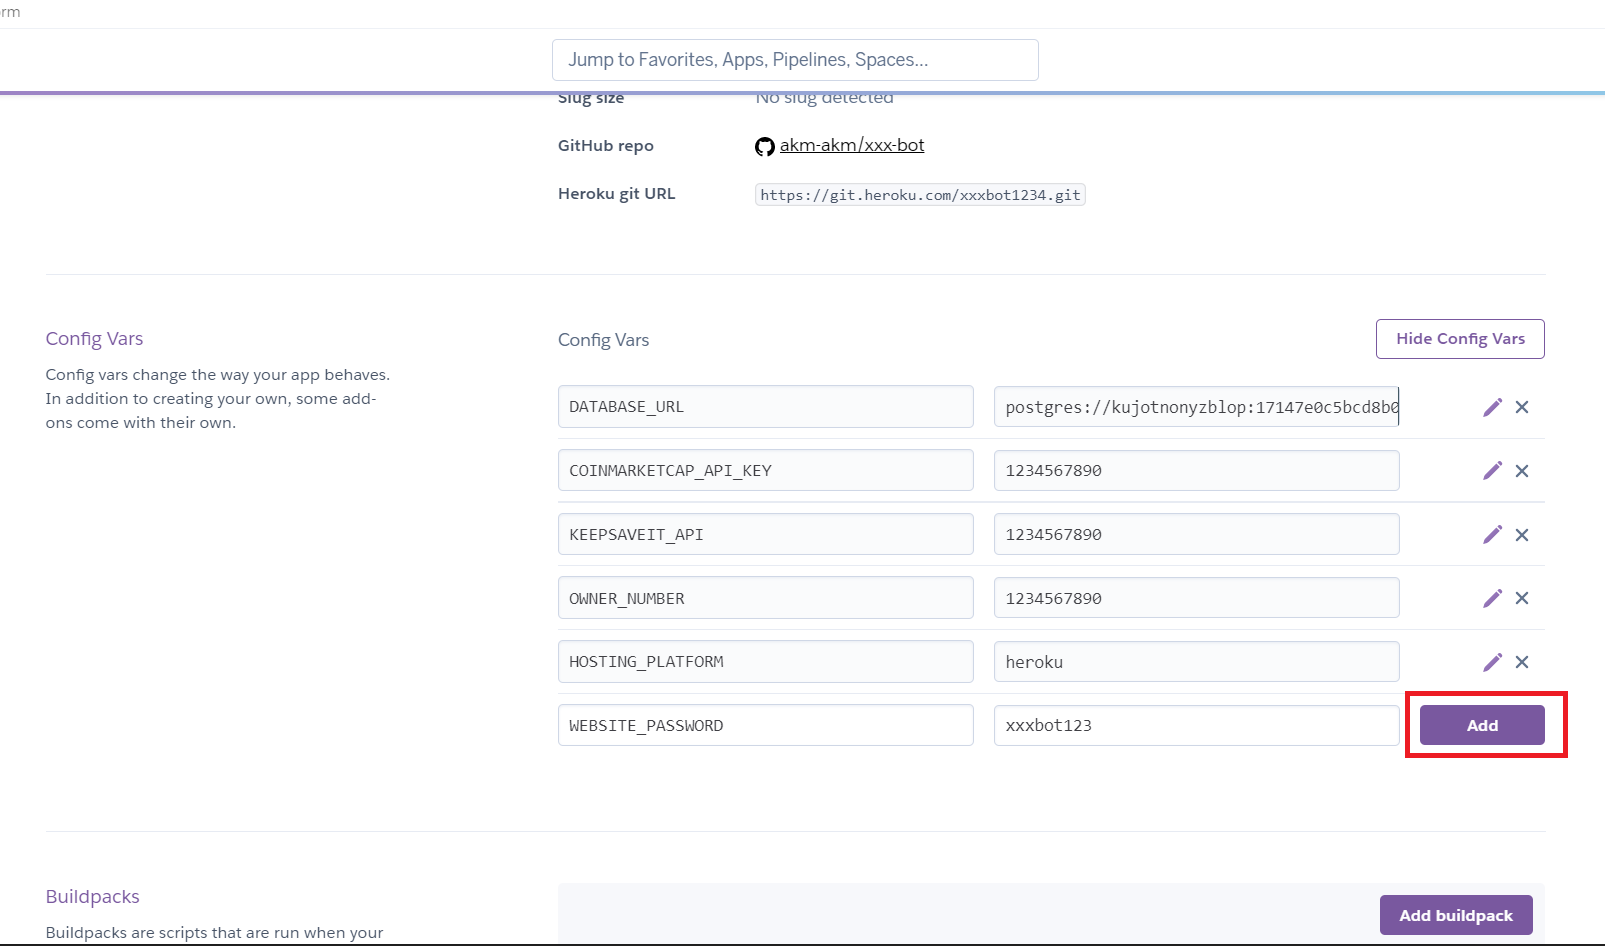 Jump to Favorites, Apps, Pipelines, Spaces...
Slug size No slug detected
GitHub repo akm-akm/xxx-bot
Heroku git URL https://git.heroku.com/xxxbot1234.git
Config Vars
Config vars change the way your app behaves.
In addition to creating your own, some add-
ons come with their own.
Config Vars Hide Config Vars
DATABASE_URL postgres://kujotnonyzblop:17147e0c5bcd8b0
COINMARKETCAP_API_KEY 1234567890
KEEPSAVEIT_API 1234567890
OWNER_NUMBER 1234567890
HOSTING_PLATFORM heroku
WEBSITE_PASSWORD xxxbot123 Add
Buildpacks
Buildpacks are scripts that are run when your
Add buildpack